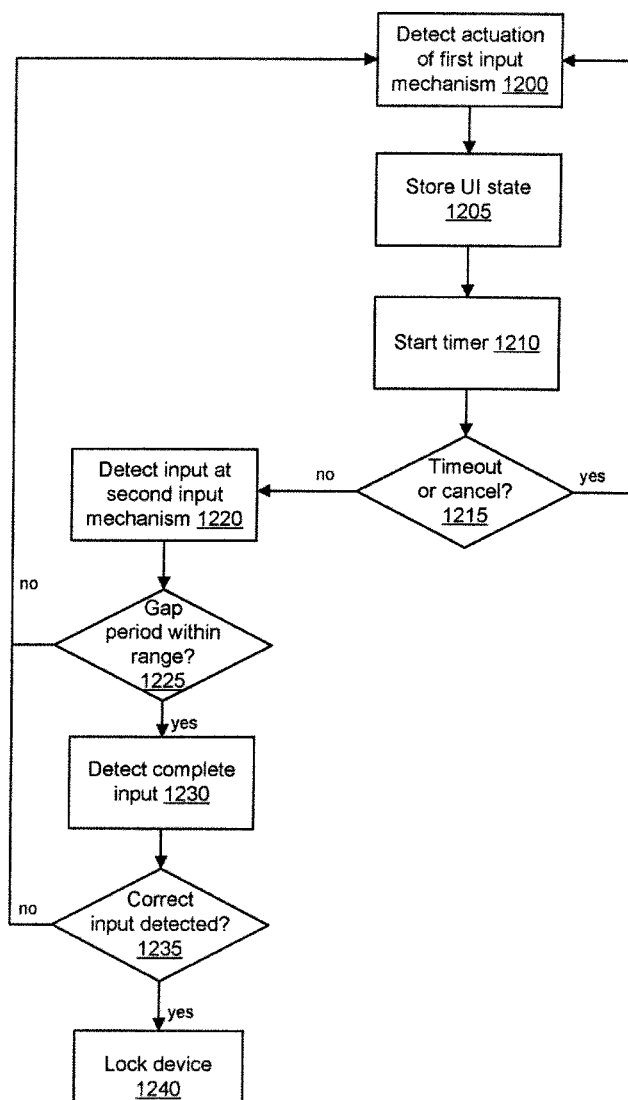 Detect actuation
of first input
mechanism 1200
Store UI state
1205
Start timer 1210
Timeout
or cancel?
1215
yes
no
Detect input at
second input
mechanism 1220
Gap
period within
range?
1225
no
yes
Detect complete
input 1230
Correct
input detected?
1235
no
yes
Lock device
1240